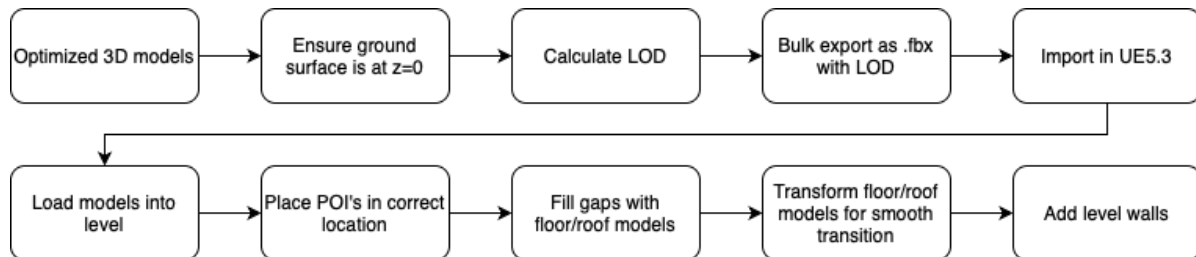 Optimized 3D models
Ensure ground
surface is at z=0
Calculate LOD
Bulk export as .fbx
with LOD
Import in UE5.3
Load models into
level
Place POI's in correct
location
Fill gaps with
floor/roof models
Transform floor/roof
models for smooth
transition
Add level walls